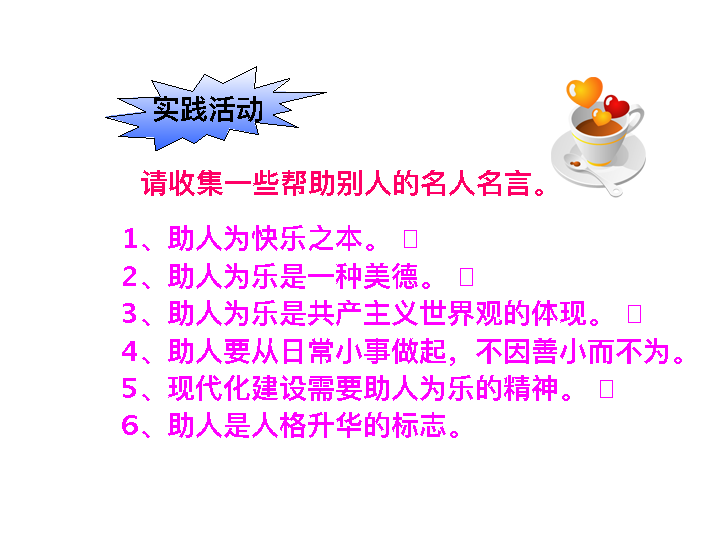 实践活动
请收集一些帮助别人的名人名言。
1、助人为快乐之本。 □
2、助人为乐是一种美德。 □
3、助人为乐是共产主义世界观的体现。 □
4、助人要从日常小事做起，不因善小而不为。
5、现代化建设需要助人为乐的精神。 □
6、助人是人格升华的标志。